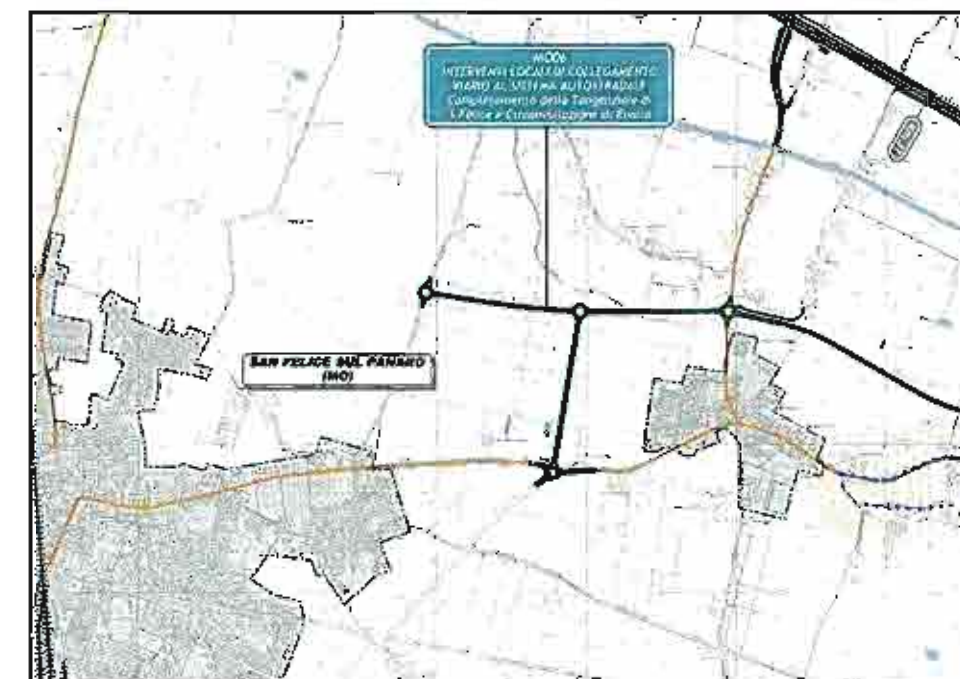 MO06
INTERVENTI LOCALI DI COLLEGAMENTO
VIARIO AL SISTEMA AUTOSTRADALE
Completamento della Tangenziale di
S.Felice e Circonvallazione di Rivara
SAN FELICE SUL PANARO
(MO)